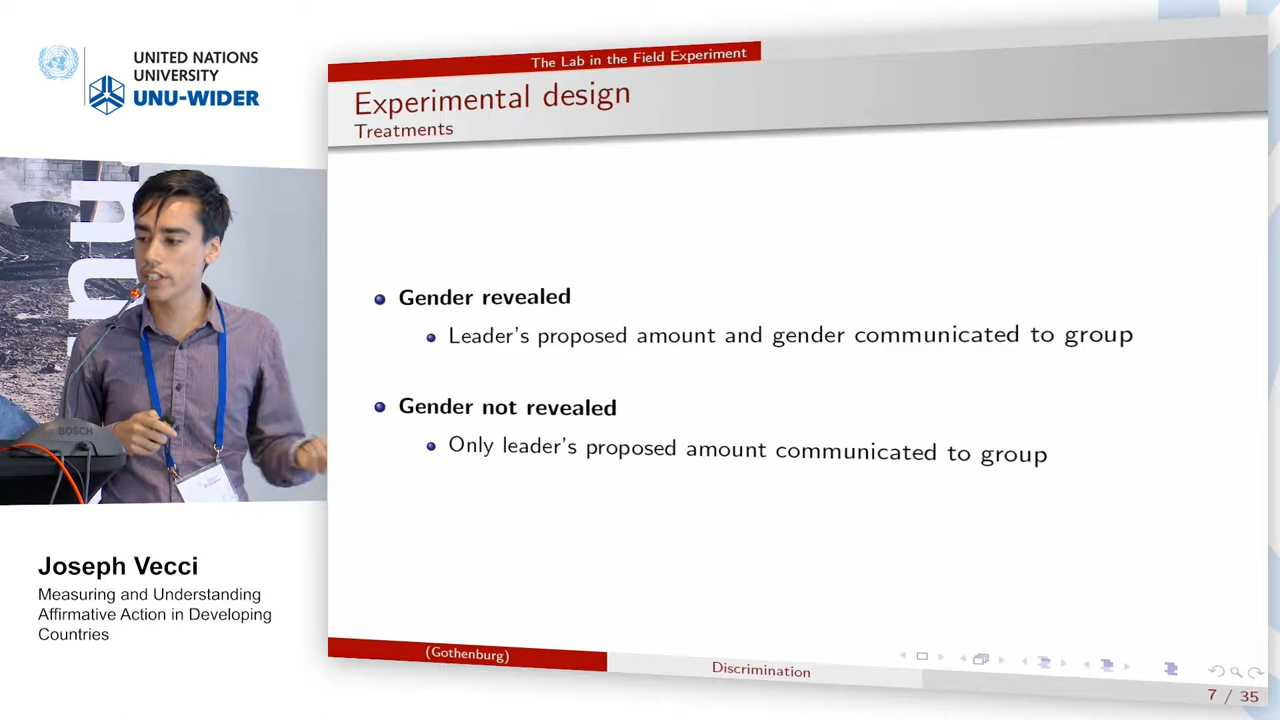 UNITED NATIONS
UNIVERSITY
UNU-WIDER
The Lab in the Field Experiment
Experimental design
Treatments
Gender revealed
Leader's proposed amount and gender communicated to group
Gender not revealed
Only leader's proposed amount communicated to group
BOSCH
Joseph Vecci
Measuring and Understanding
Affirmative Action in Developing
Countries
(Gothenburg)
Discrimination
7 / 35